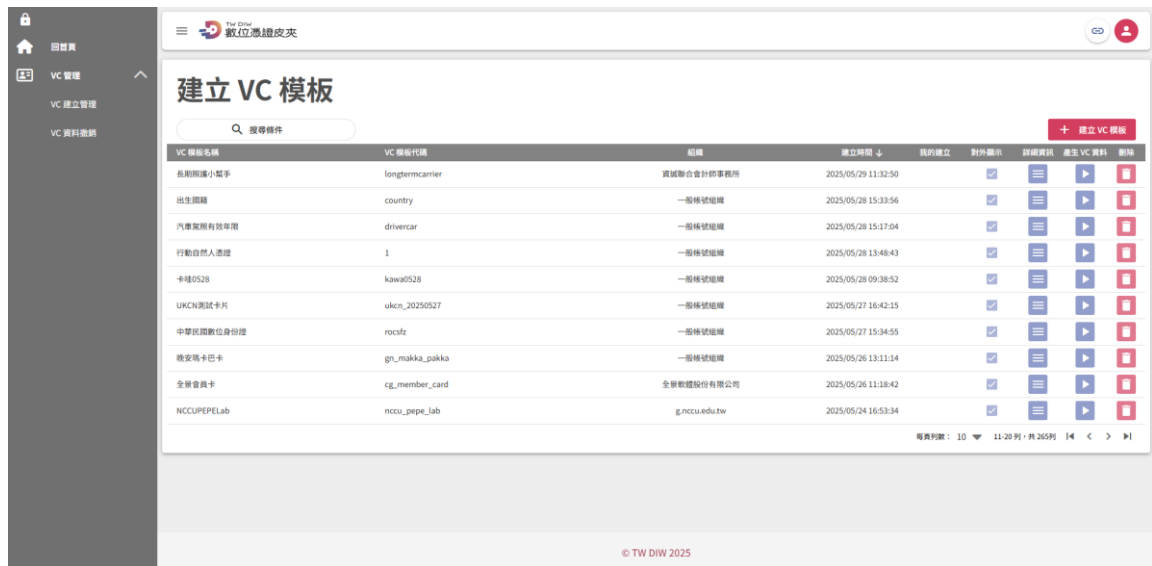 TW DIW
數位憑證皮夾
回首頁
VC 管理
VC 建立管理
VC 資料撤銷
建立 VC 模板
搜尋條件
+ 建立 VC 模板
VC 模板名稱 VC 模板代碼 組織 建立時間 ↓ 我的建立 對外顯示 詳細資訊 產生 VC 資料 刪除
長期照護小幫手 longtermcarrier 資誠聯合會計師事務所 2025/05/29 11:32:50
出生國籍 country 一般帳號組織 2025/05/28 15:33:56
汽車駕照有效年限 drivercar 一般帳號組織 2025/05/28 15:17:04
行動自然人憑證 1 一般帳號組織 2025/05/28 13:48:43
卡哇0528 kawa0528 一般帳號組織 2025/05/28 09:38:52
UKCN測試卡片 ukcn_20250527 一般帳號組織 2025/05/27 16:42:15
中華民國數位身份證 rocsfz 一般帳號組織 2025/05/27 15:34:55
晚安瑪卡巴卡 gn_makka_pakka 一般帳號組織 2025/05/26 13:11:14
全景會員卡 cg_member_card 全景軟體股份有限公司 2025/05/26 11:18:42
NCCUPEPELab nccu_pepe_lab g.nccu.edu.tw 2025/05/24 16:53:34
每頁列數： 10 11-20 列，共 265列
© TW DIW 2025